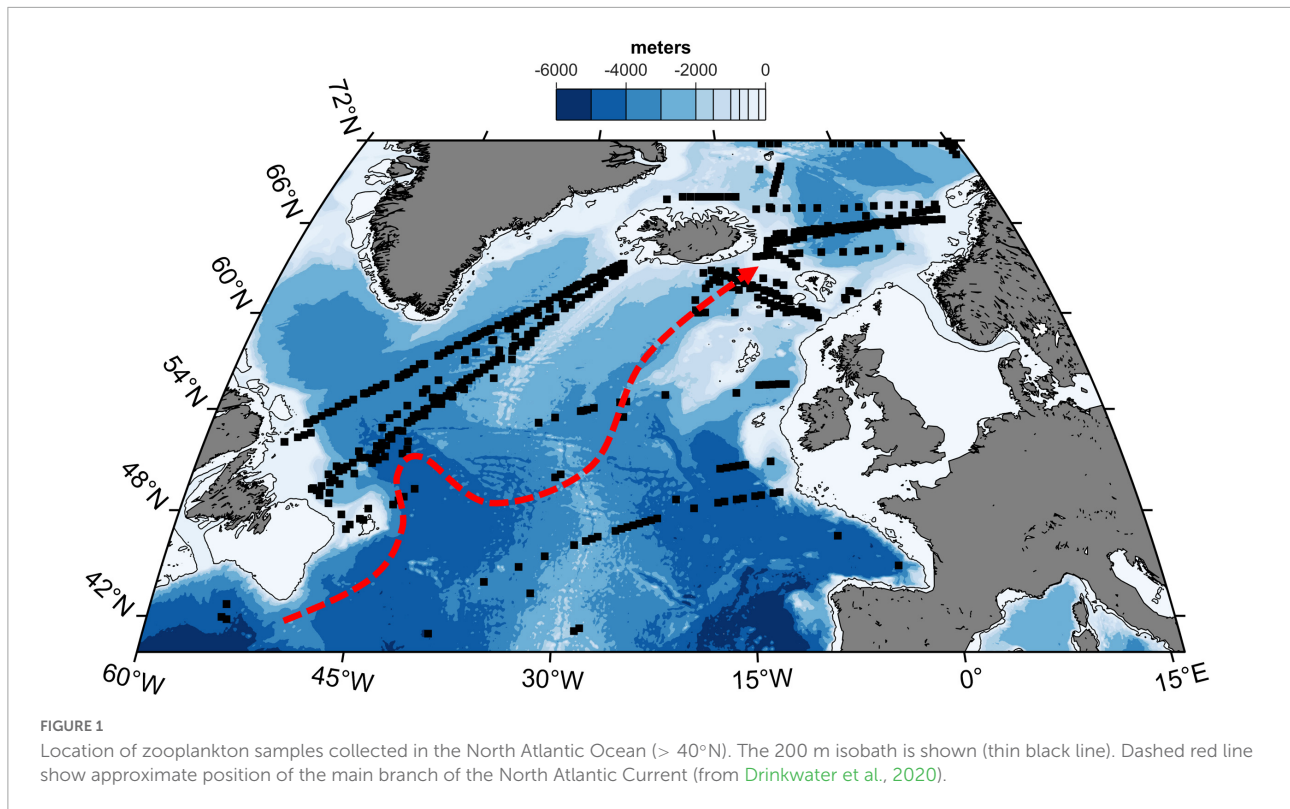 meters
-6000 -4000 -2000 0
72°N
66°N
60°N
54°N
48°N
42°N
60°W 45°W 30°W 15°W 0° 15°E
FIGURE 1
Location of zooplankton samples collected in the North Atlantic Ocean (> 40°N). The 200 m isobath is shown (thin black line). Dashed red line
show approximate position of the main branch of the North Atlantic Current (from Drinkwater et al., 2020).